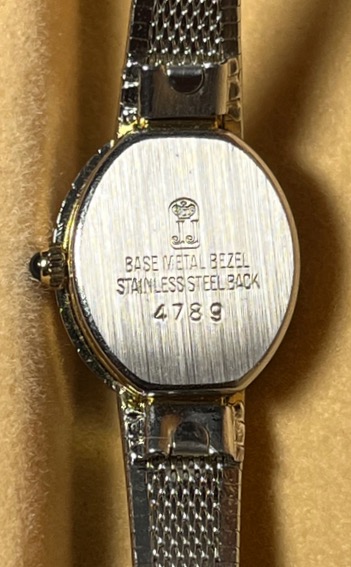 BASE METAL BEZEL
STAINLESS STEEL BACK
4789